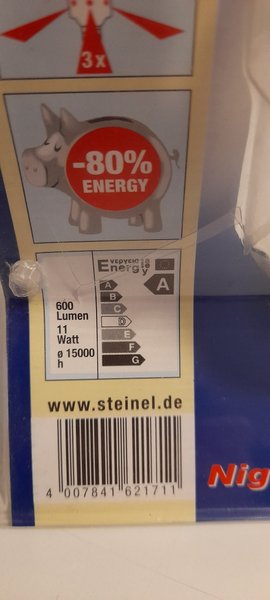 3x
-80%
ENERGY
Energy
600
Lumen
11
Watt
ø 15000
h
A
B
C
D
E
F
G
A
www.steinel.de
4 007841 621711
Nig